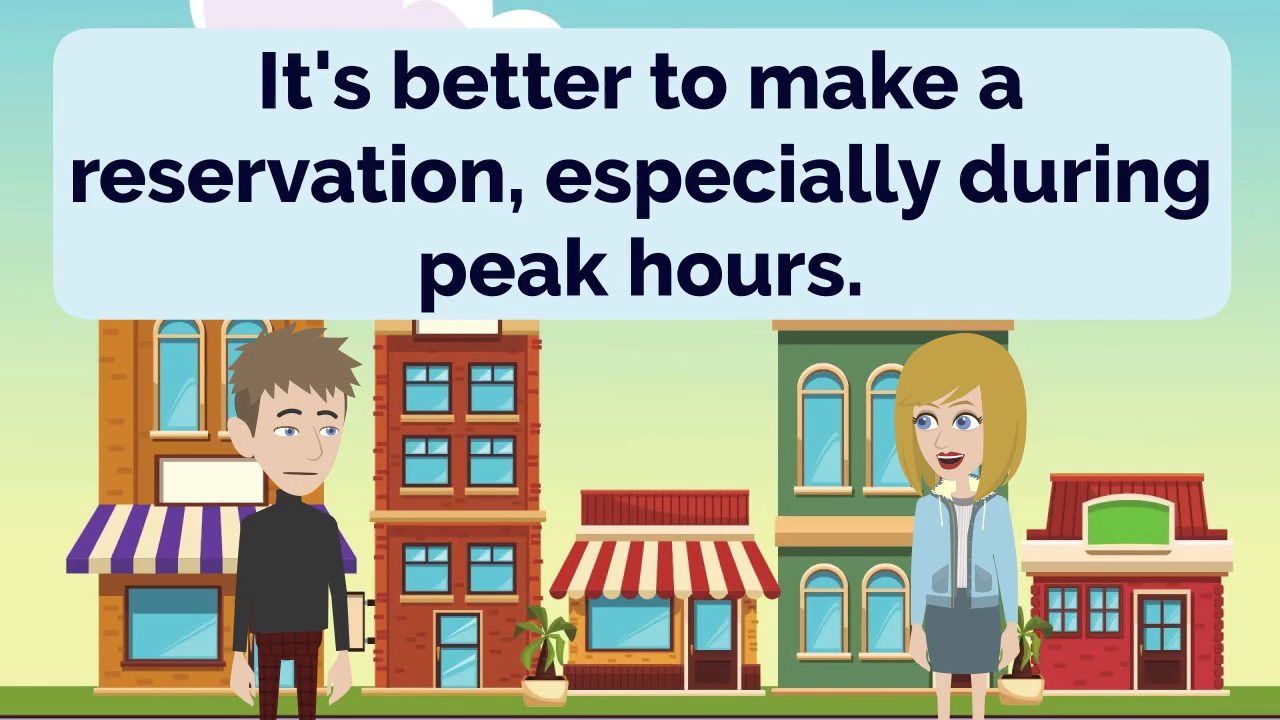 It's better to make a
reservation, especially during
peak hours.